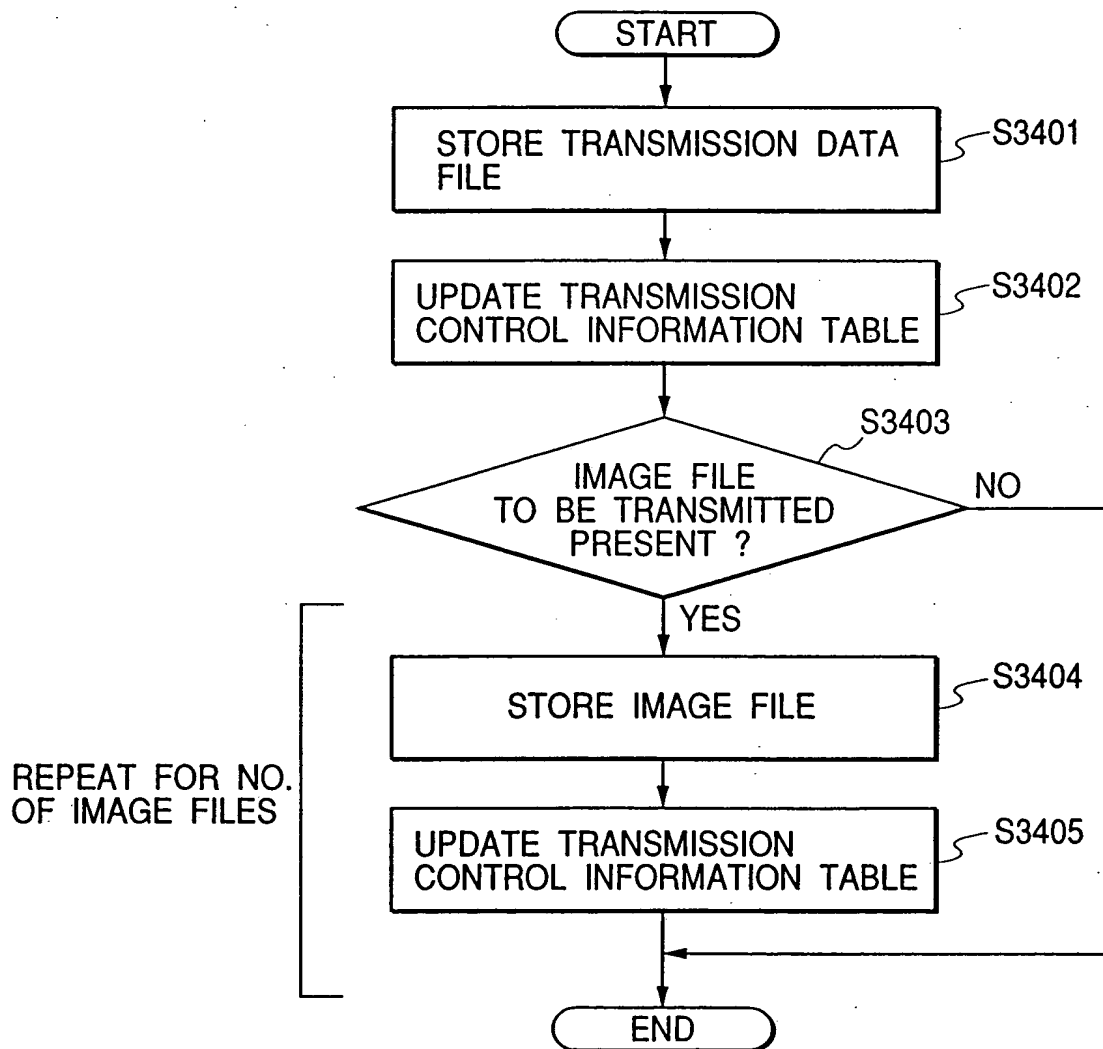 START
STORE TRANSMISSION DATA
FILE
S3401
UPDATE TRANSMISSION
CONTROL INFORMATION TABLE
S3402
S3403
IMAGE FILE
TO BE TRANSMITTED
PRESENT ?
NO
YES
STORE IMAGE FILE
S3404
REPEAT FOR NO.
OF IMAGE FILES
UPDATE TRANSMISSION
CONTROL INFORMATION TABLE
S3405
END